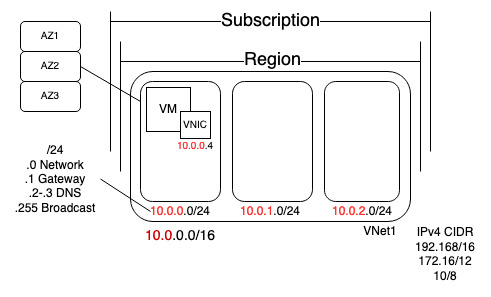 Subscription
Region
AZ1
AZ2
AZ3
VM
VNIC
10.0.0.4
/24
.0 Network
.1 Gateway
.2-.3 DNS
.255 Broadcast
10.0.0.0/24
10.0.1.0/24
10.0.2.0/24
10.0.0.0/16
VNet1
IPv4 CIDR
192.168/16
172.16/12
10/8